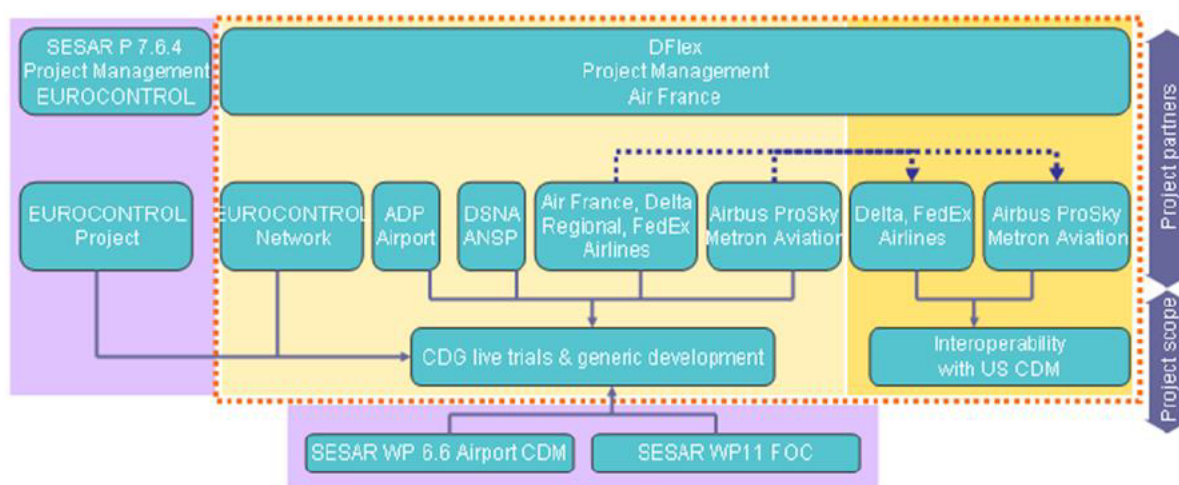 SESAR P 7.6.4
Project Management
EUROCONTROL
DFlex
Project Management
Air France
Project partners
EUROCONTROL
Project
EUROCONTROL
Network
ADP
Airport
DSNA
ANSP
Air France, Delta
Regional, FedEx
Airlines
Airbus ProSky
Metron Aviation
Delta, FedEx
Airlines
Airbus ProSky
Metron Aviation
CDG live trials & generic development
Interoperability
with US CDM
Project scope
SESAR WP 6.6 Airport CDM
SESAR WP11 FOC